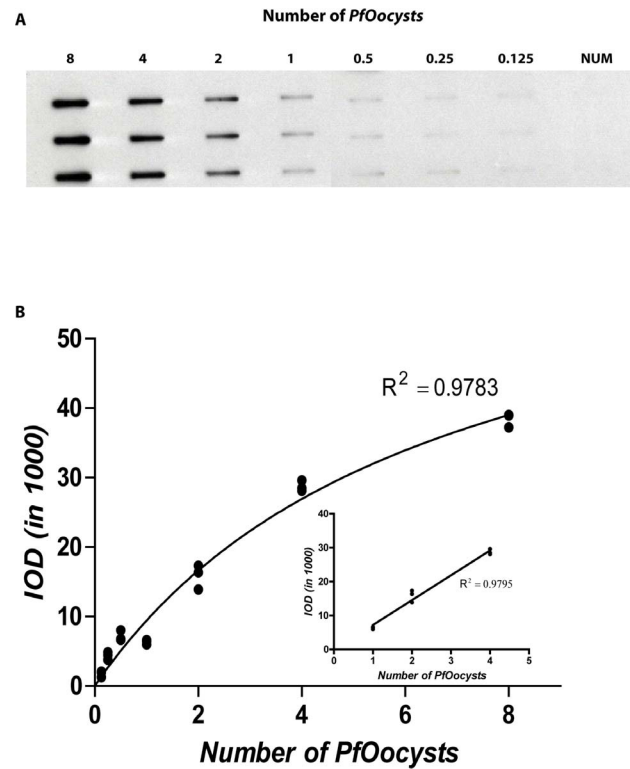 A
Number of PfOocysts
8 4 2 1 0.5 0.25 0.125 NUM
B
50
40
30
20
10
0
IOD (in 1000)
R² = 0.9783
0 2 4 6 8
Number of PfOocysts
40
30
20
10
0
IOD (in 1000)
R² = 0.9795
0 1 2 3 4 5
Number of PfOocysts